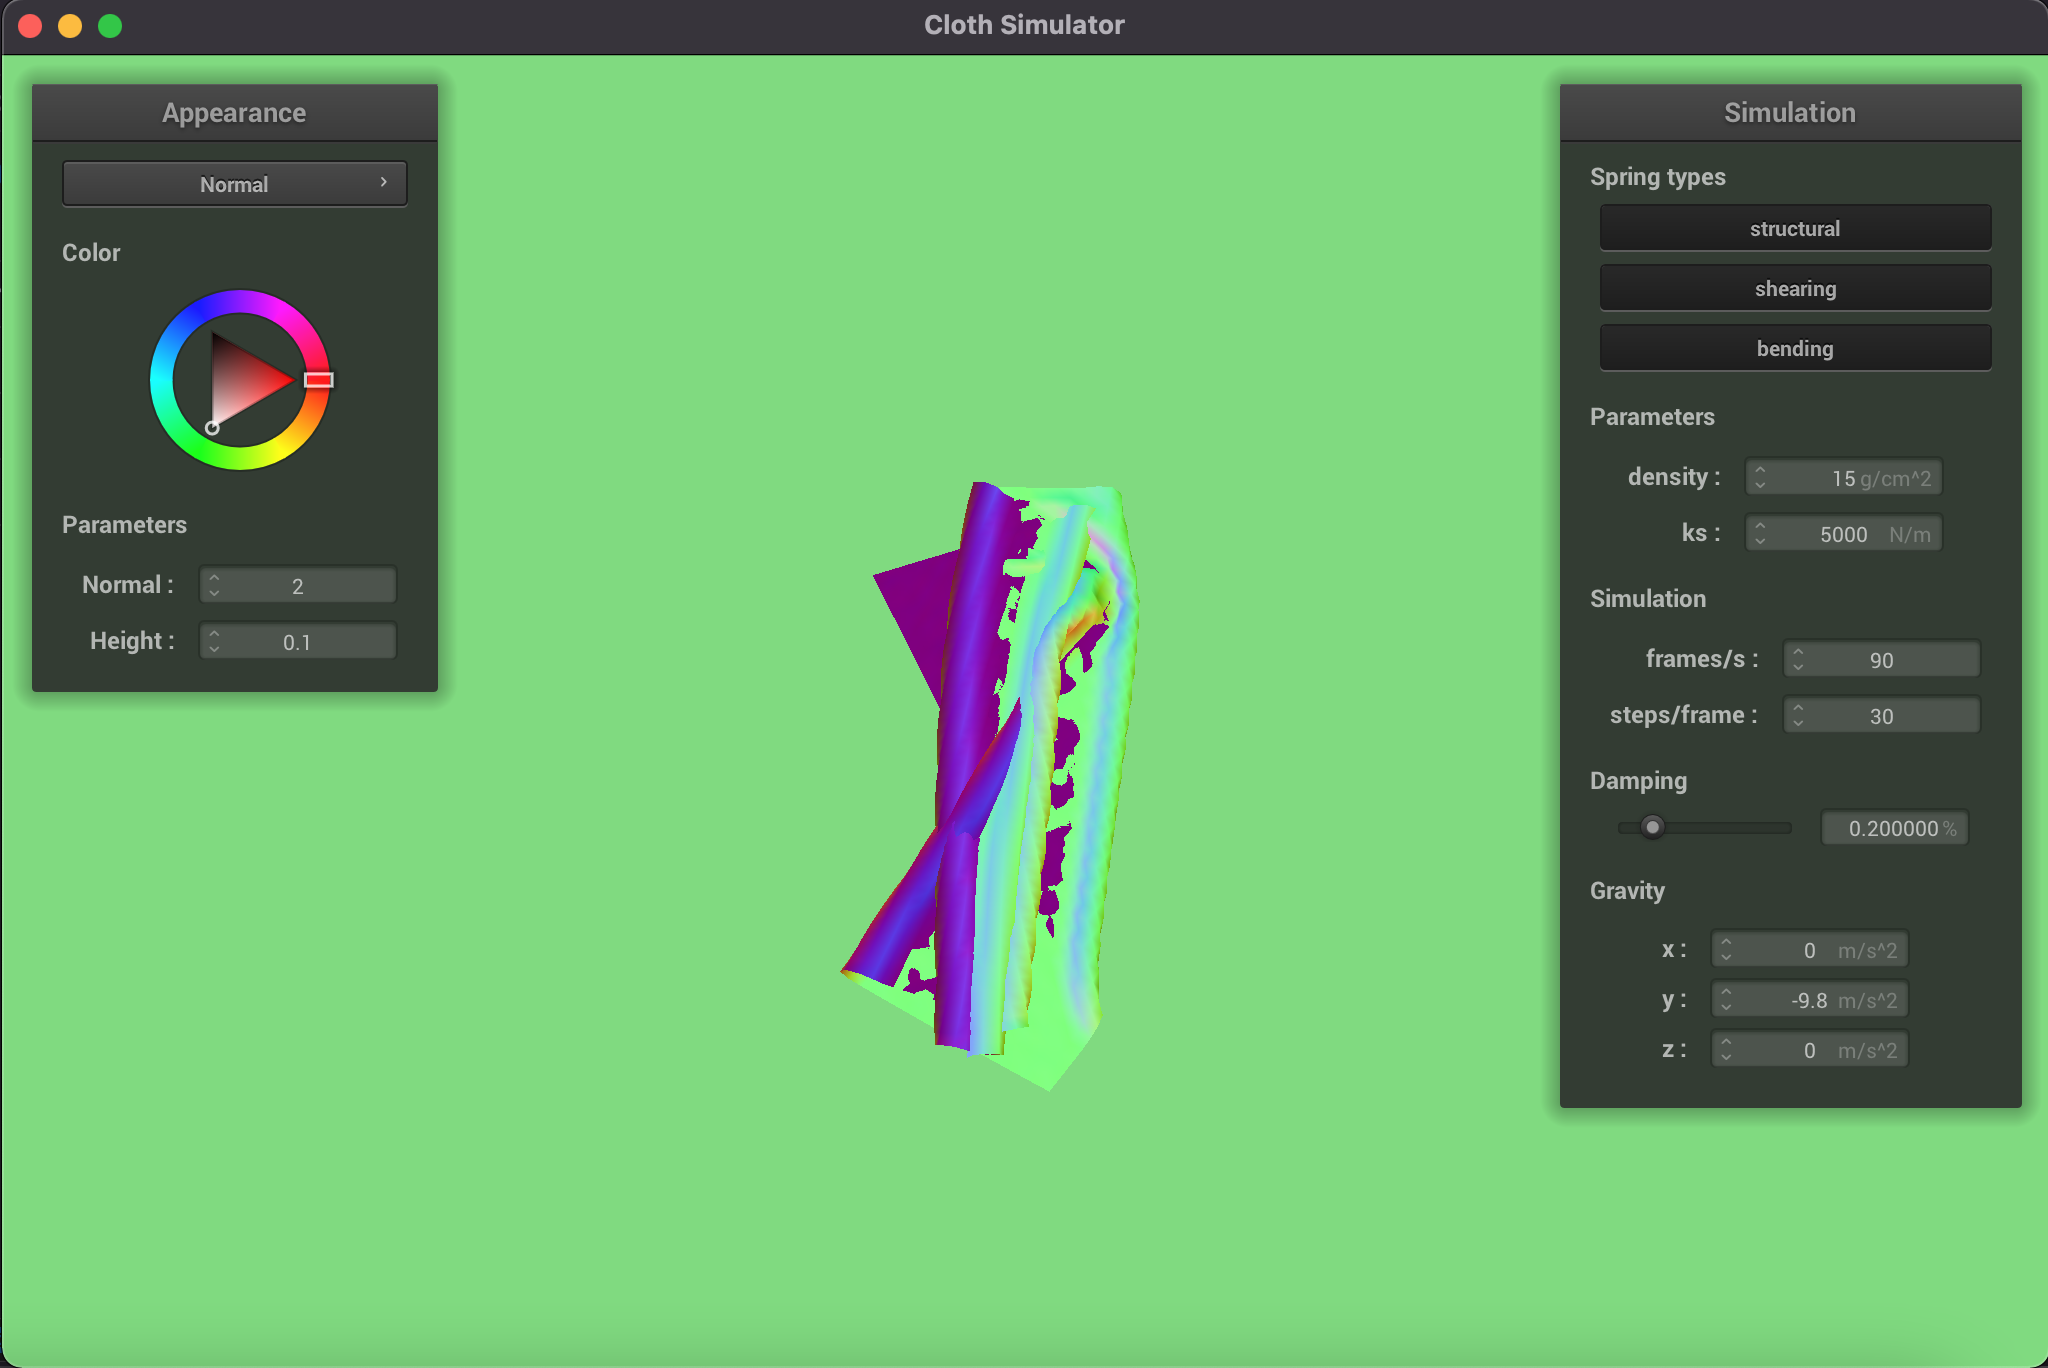 Cloth Simulator
Appearance
Normal
Color
Parameters
Normal : 2
Height : 0.1
Simulation
Spring types
structural
shearing
bending
Parameters
density : 15 g/cm^2
ks : 5000 N/m
Simulation
frames/s : 90
steps/frame : 30
Damping
0.200000 %
Gravity
x : 0 m/s^2
y : -9.8 m/s^2
z : 0 m/s^2